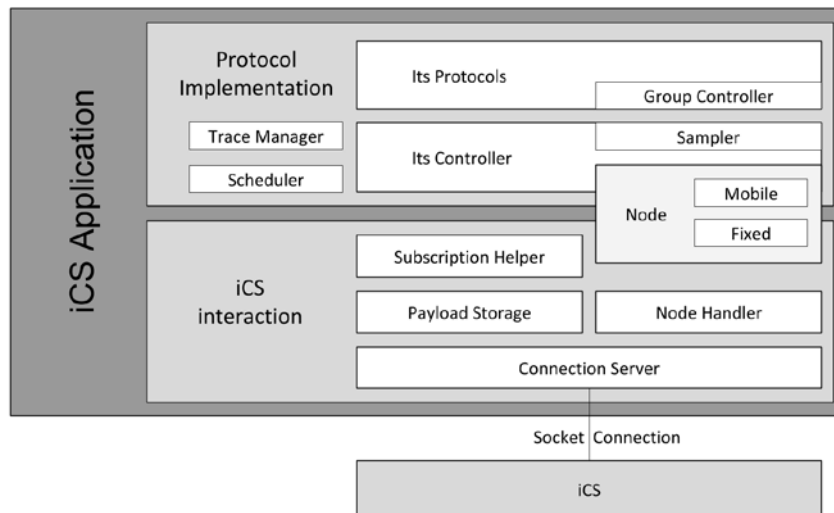 iCS Application
Protocol
Implementation
Its Protocols
Group Controller
Trace Manager
Its Controller
Sampler
Scheduler
Node
Mobile
Fixed
iCS
interaction
Subscription Helper
Payload Storage
Node Handler
Connection Server
Socket Connection
iCS